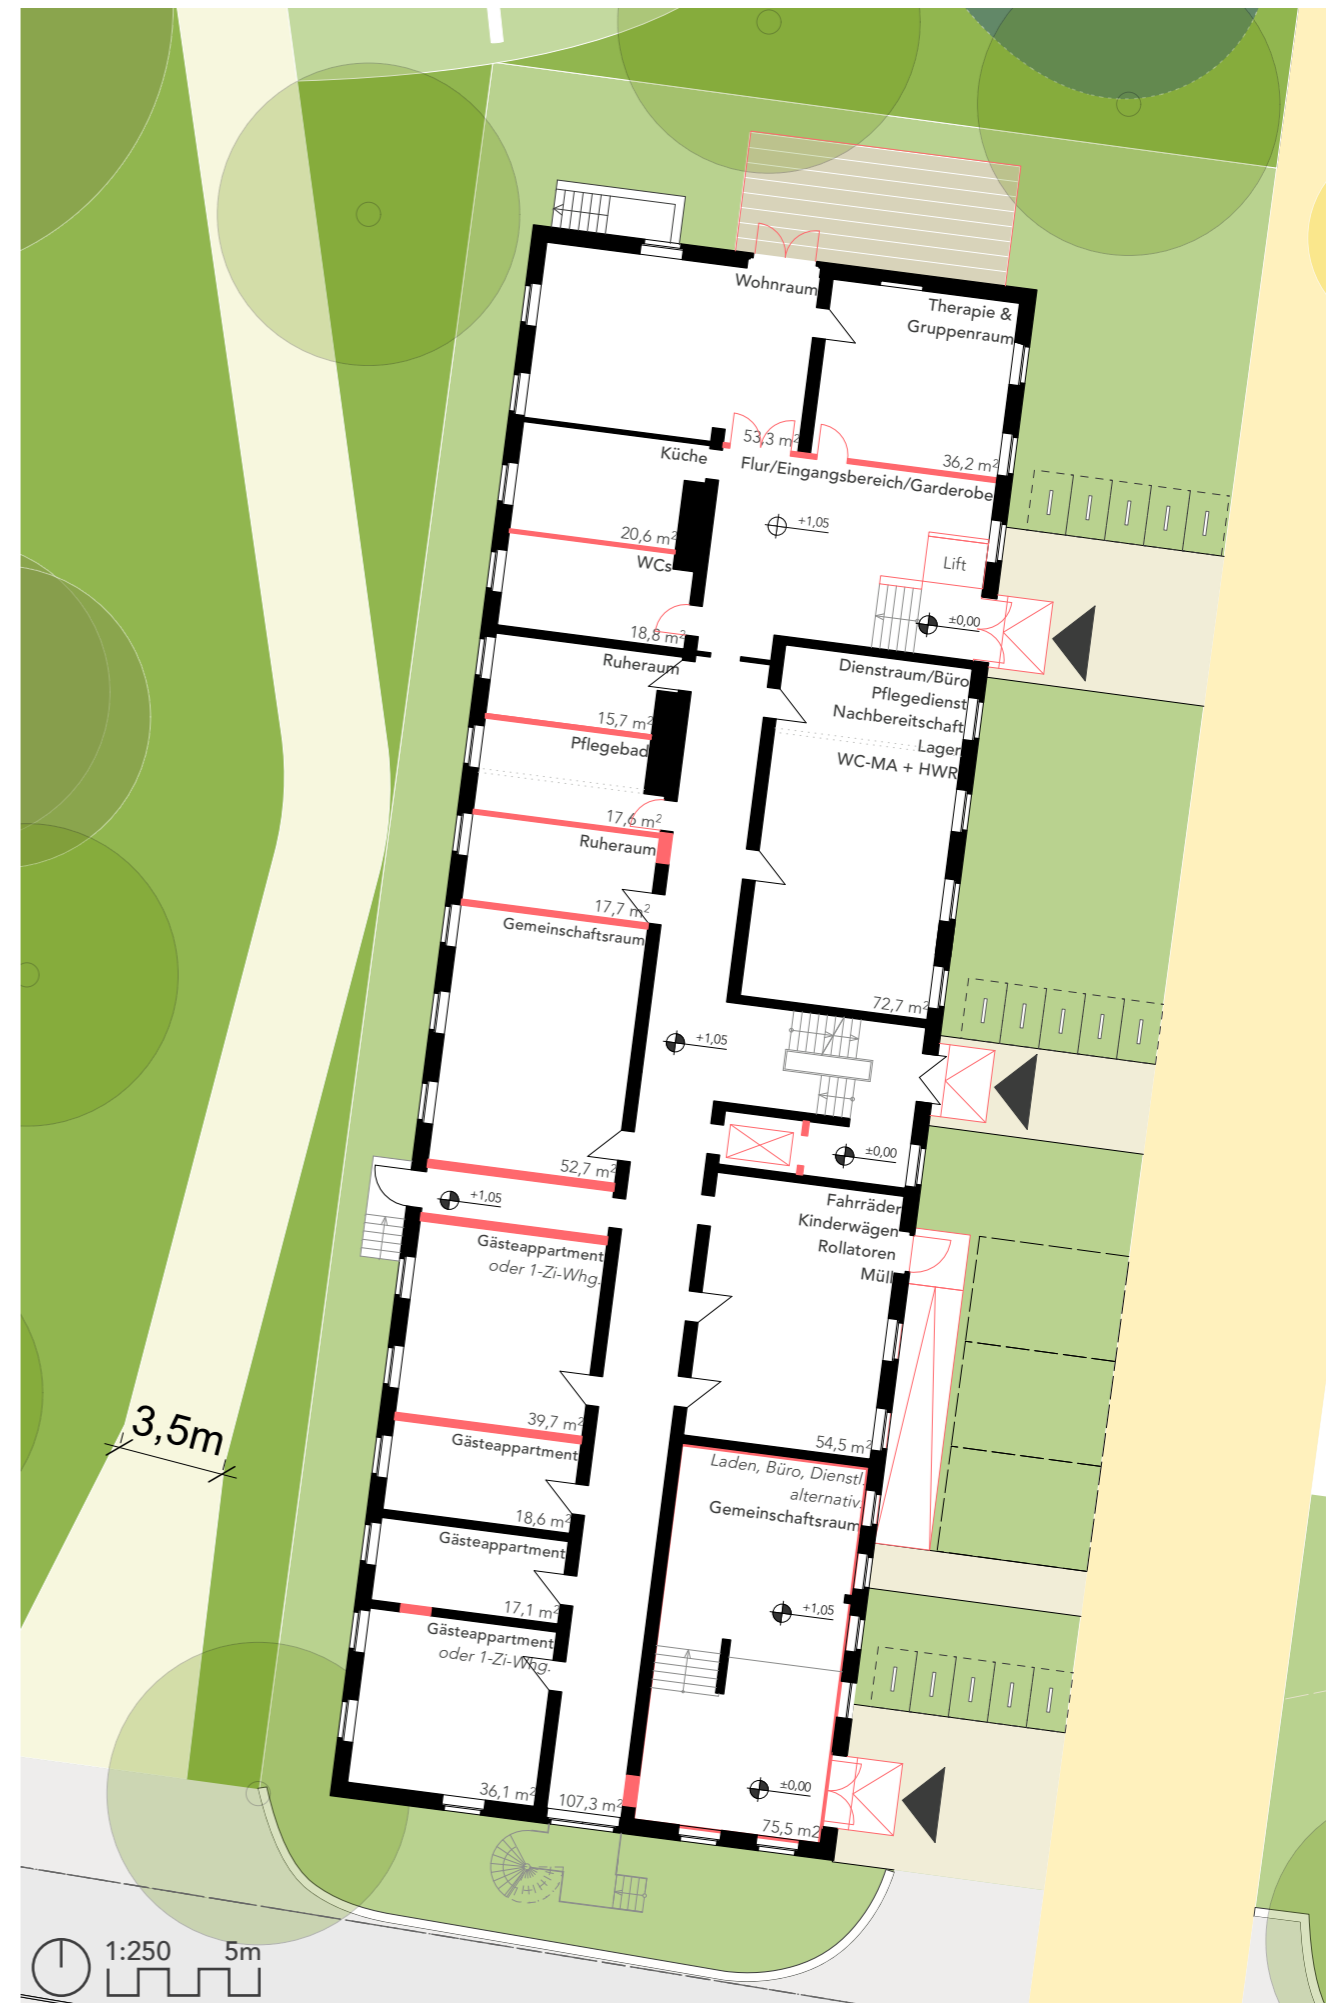 Wohnraum
Therapie &
Gruppenraum
53,3 m²
36,2 m²
Küche
Flur/Eingangsbereich/Garderobe
+1,05
20,6 m²
WCs
Lift
±0,00
18,8 m²
Ruheraum
Dienstraum/Büro
Pflegedienst
Nachbereitschaft
Lager
WC-MA + HWR
15,7 m²
Pflegebad
17,6 m²
Ruheraum
17,7 m²
Gemeinschaftsraum
72,7 m²
+1,05
±0,00
52,7 m²
+1,05
Fahrräder
Kinderwägen
Rollatoren
Müll
Gästeappartment
oder 1-Zi-Whg.
39,7 m²
54,5 m²
3,5m
Gästeappartment
Laden, Büro, Dienstl.
alternativ.
Gemeinschaftsraum
18,6 m²
Gästeappartment
17,1 m²
+1,05
Gästeappartment
oder 1-Zi-Whg.
36,1 m²
107,3 m²
±0,00
75,5 m2
1:250
5m